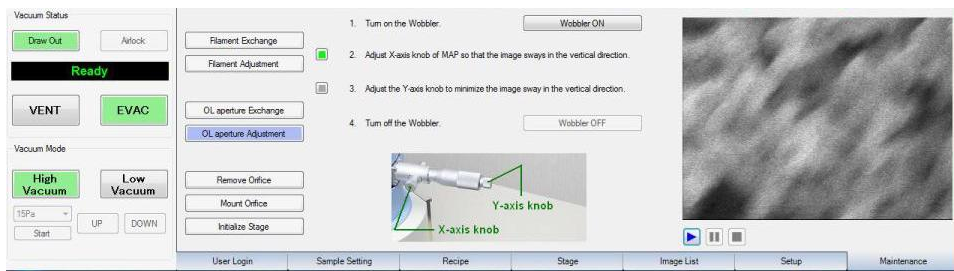 Vacuum Status
Draw Out
Airlock
Ready
VENT
EVAC
Vacuum Mode
High Vacuum
Low Vacuum
15Pa
Start
UP
DOWN
Filament Exchange
Filament Adjustment
OL aperture Exchange
OL aperture Adjustment
Remove Orifice
Mount Orifice
Initialize Stage
1. Turn on the Wobbler.
Wobbler ON
2. Adjust X-axis knob of MAP so that the image sways in the vertical direction.
3. Adjust the Y-axis knob to minimize the image sway in the vertical direction.
4. Turn off the Wobbler.
Wobbler OFF
Y-axis knob
X-axis knob
User Login
Sample Setting
Recipe
Stage
Image List
Setup
Maintenance